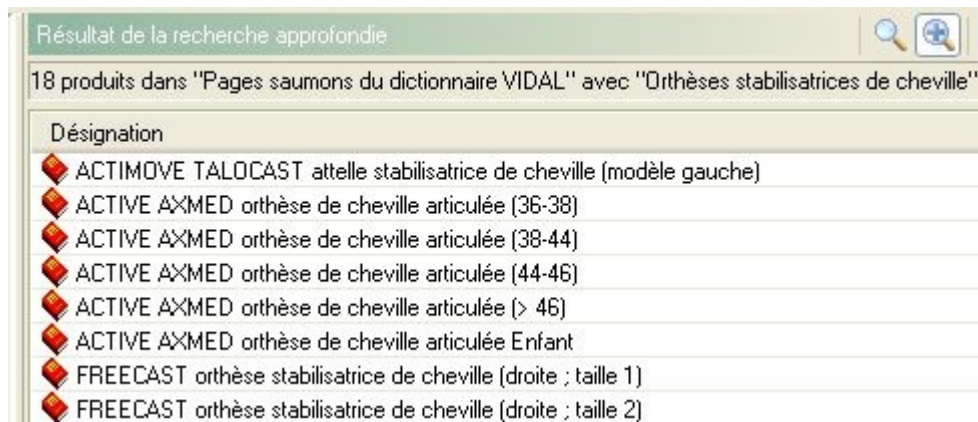 Résultat de la recherche approfondie
18 produits dans "Pages saumons du dictionnaire VIDAL" avec "Orthèses stabilisatrices de cheville"
Désignation
ACTIMOVE TALOCAST attelle stabilisatrice de cheville (modèle gauche)
ACTIVE AXMED orthèse de cheville articulée (36-38)
ACTIVE AXMED orthèse de cheville articulée (38-44)
ACTIVE AXMED orthèse de cheville articulée (44-46)
ACTIVE AXMED orthèse de cheville articulée (> 46)
ACTIVE AXMED orthèse de cheville articulée Enfant
FREECAST orthèse stabilisatrice de cheville (droite ; taille 1)
FREECAST orthèse stabilisatrice de cheville (droite ; taille 2)